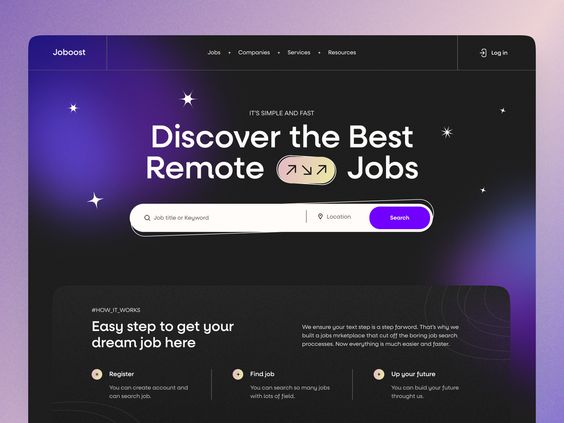 Joboost
Jobs
Companies
Services
Resources
Log in
IT'S SIMPLE AND FAST
Discover the Best
Remote Jobs
Job title or Keyword
Location
Search
#HOW_IT_WORKS
Easy step to get your
dream job here
We ensure your text step is a step farword. That's why we
built a jobs mrketplace that cut off the boring job search
proccesses. Now everything is much easier and faster.
Register
You can create account and
can search job.
Find job
You can search so many jobs
with lots of field.
Up your future
You can buid your future
throught us.